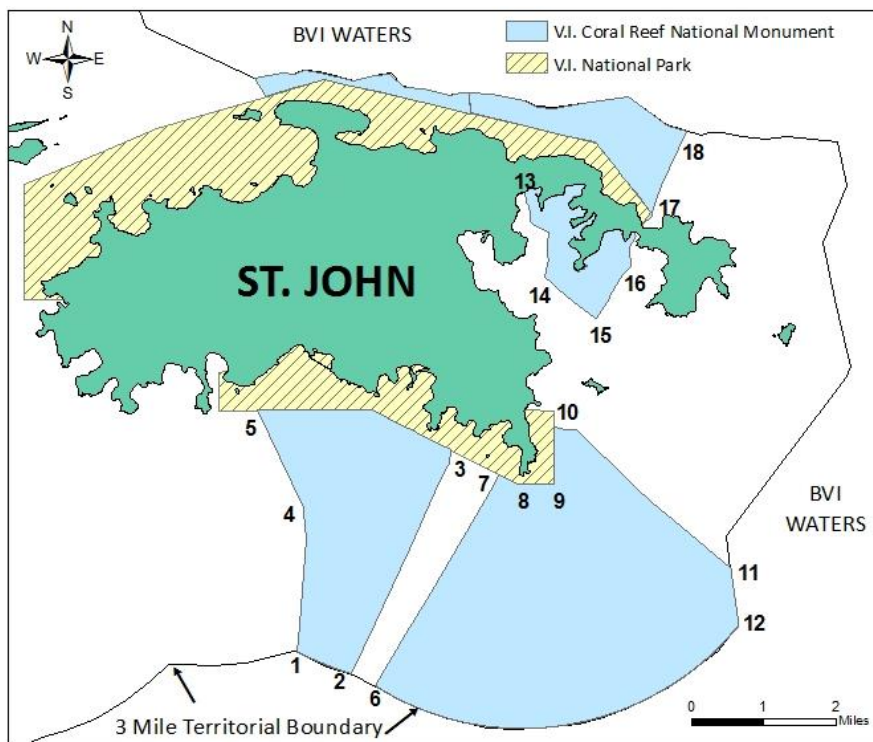 BVI WATERS
V.I. Coral Reef National Monument
V.I. National Park
N
W E
S
18
13
17
ST. JOHN
14
16
15
5
10
3
7
8
9
4
BVI
WATERS
11
12
1
2
6
3 Mile Territorial Boundary
0 1 2
Miles